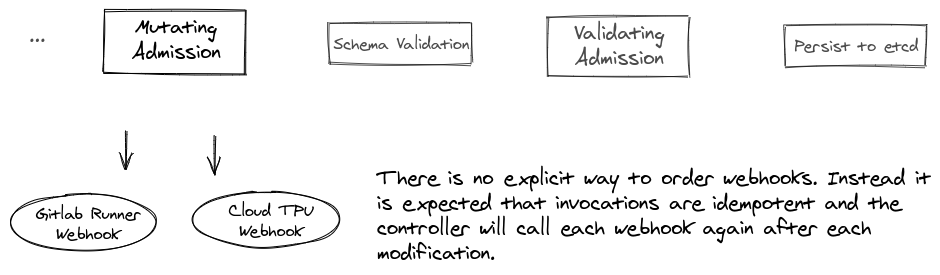 ...
Mutating
Admission
Schema Validation
Validating
Admission
Persist to etcd
Gitlab Runner
Webhook
Cloud TPU
Webhook
There is no explicit way to order webhooks. Instead it
is expected that invocations are idempotent and the
controller will call each webhook again after each
modification.